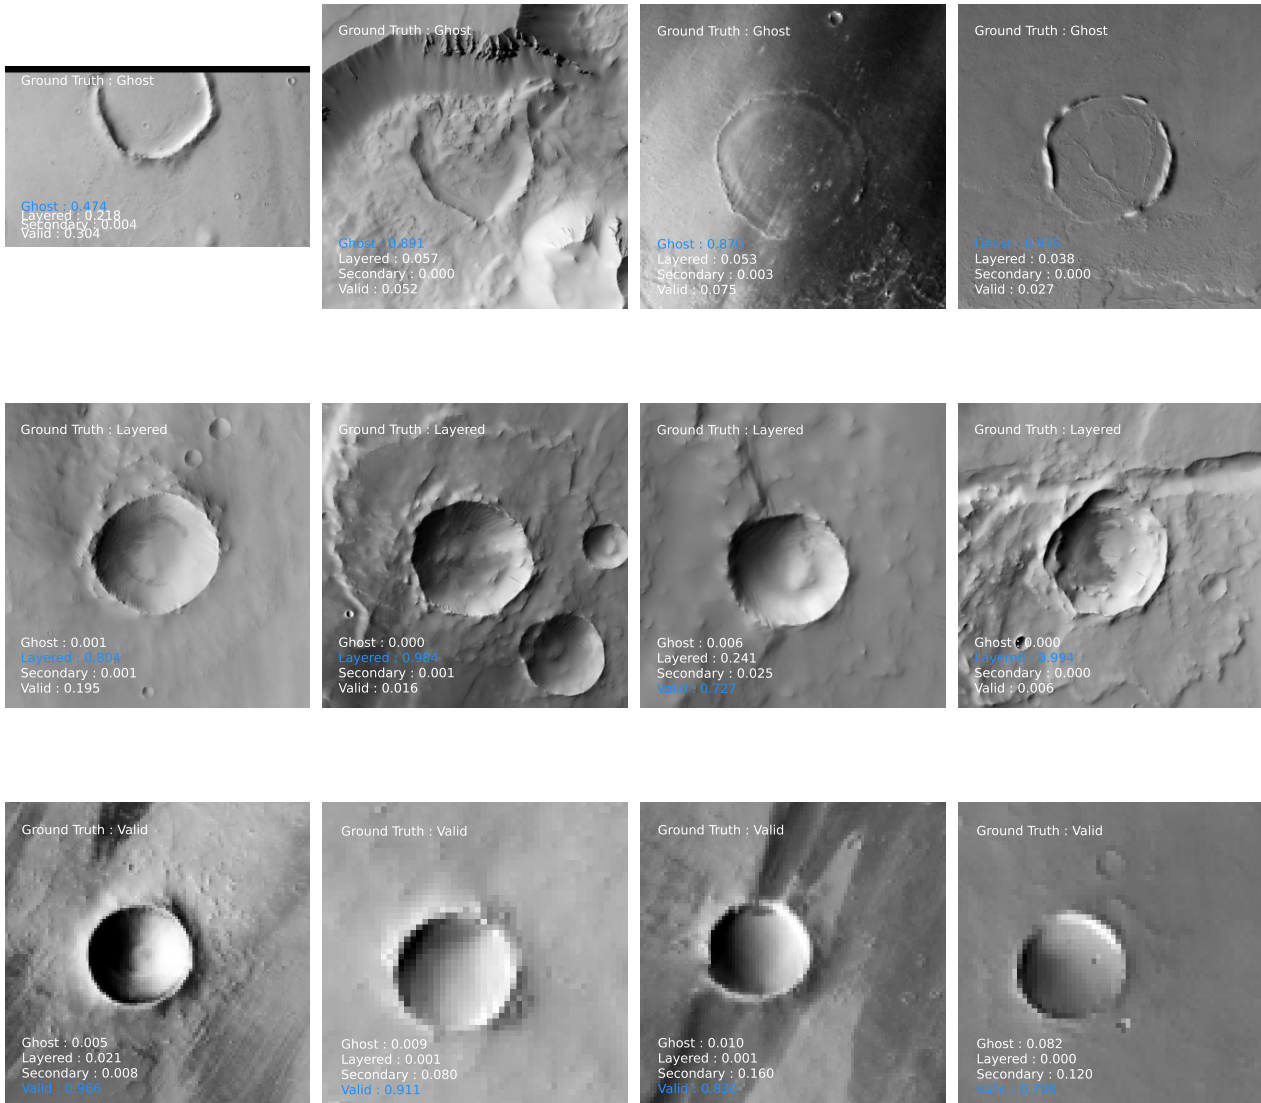 Ground Truth : Ghost
Ghost : 0.474
Layered : 0.218
Secondary : 0.004
Valid : 0.304
Ground Truth : Ghost
Ghost : 0.891
Layered : 0.057
Secondary : 0.000
Valid : 0.052
Ground Truth : Ghost
Ghost : 0.870
Layered : 0.053
Secondary : 0.003
Valid : 0.075
Ground Truth : Ghost
Ghost :
Layered : 0.038
Secondary : 0.000
Valid : 0.027
Ground Truth : Layered
Ghost : 0.001
Layered : 0.804
Secondary : 0.001
Valid : 0.195
Ground Truth : Layered
Ghost : 0.000
Layered : 0.984
Secondary : 0.001
Valid : 0.016
Ground Truth : Layered
Ghost : 0.006
Layered : 0.241
Secondary : 0.025
Valid : 0.727
Ground Truth : Layered
Ghost : 0.000
Layered : 0.994
Secondary : 0.000
Valid : 0.006
Ground Truth : Valid
Ghost : 0.005
Layered : 0.021
Secondary : 0.008
Valid : 0.966
Ground Truth : Valid
Ghost : 0.009
Layered : 0.001
Secondary : 0.080
Valid : 0.911
Ground Truth : Valid
Ghost : 0.010
Layered : 0.001
Secondary : 0.160
Valid : 0.830
Ground Truth : Valid
Ghost : 0.082
Layered : 0.000
Secondary : 0.120
Valid : 0.798